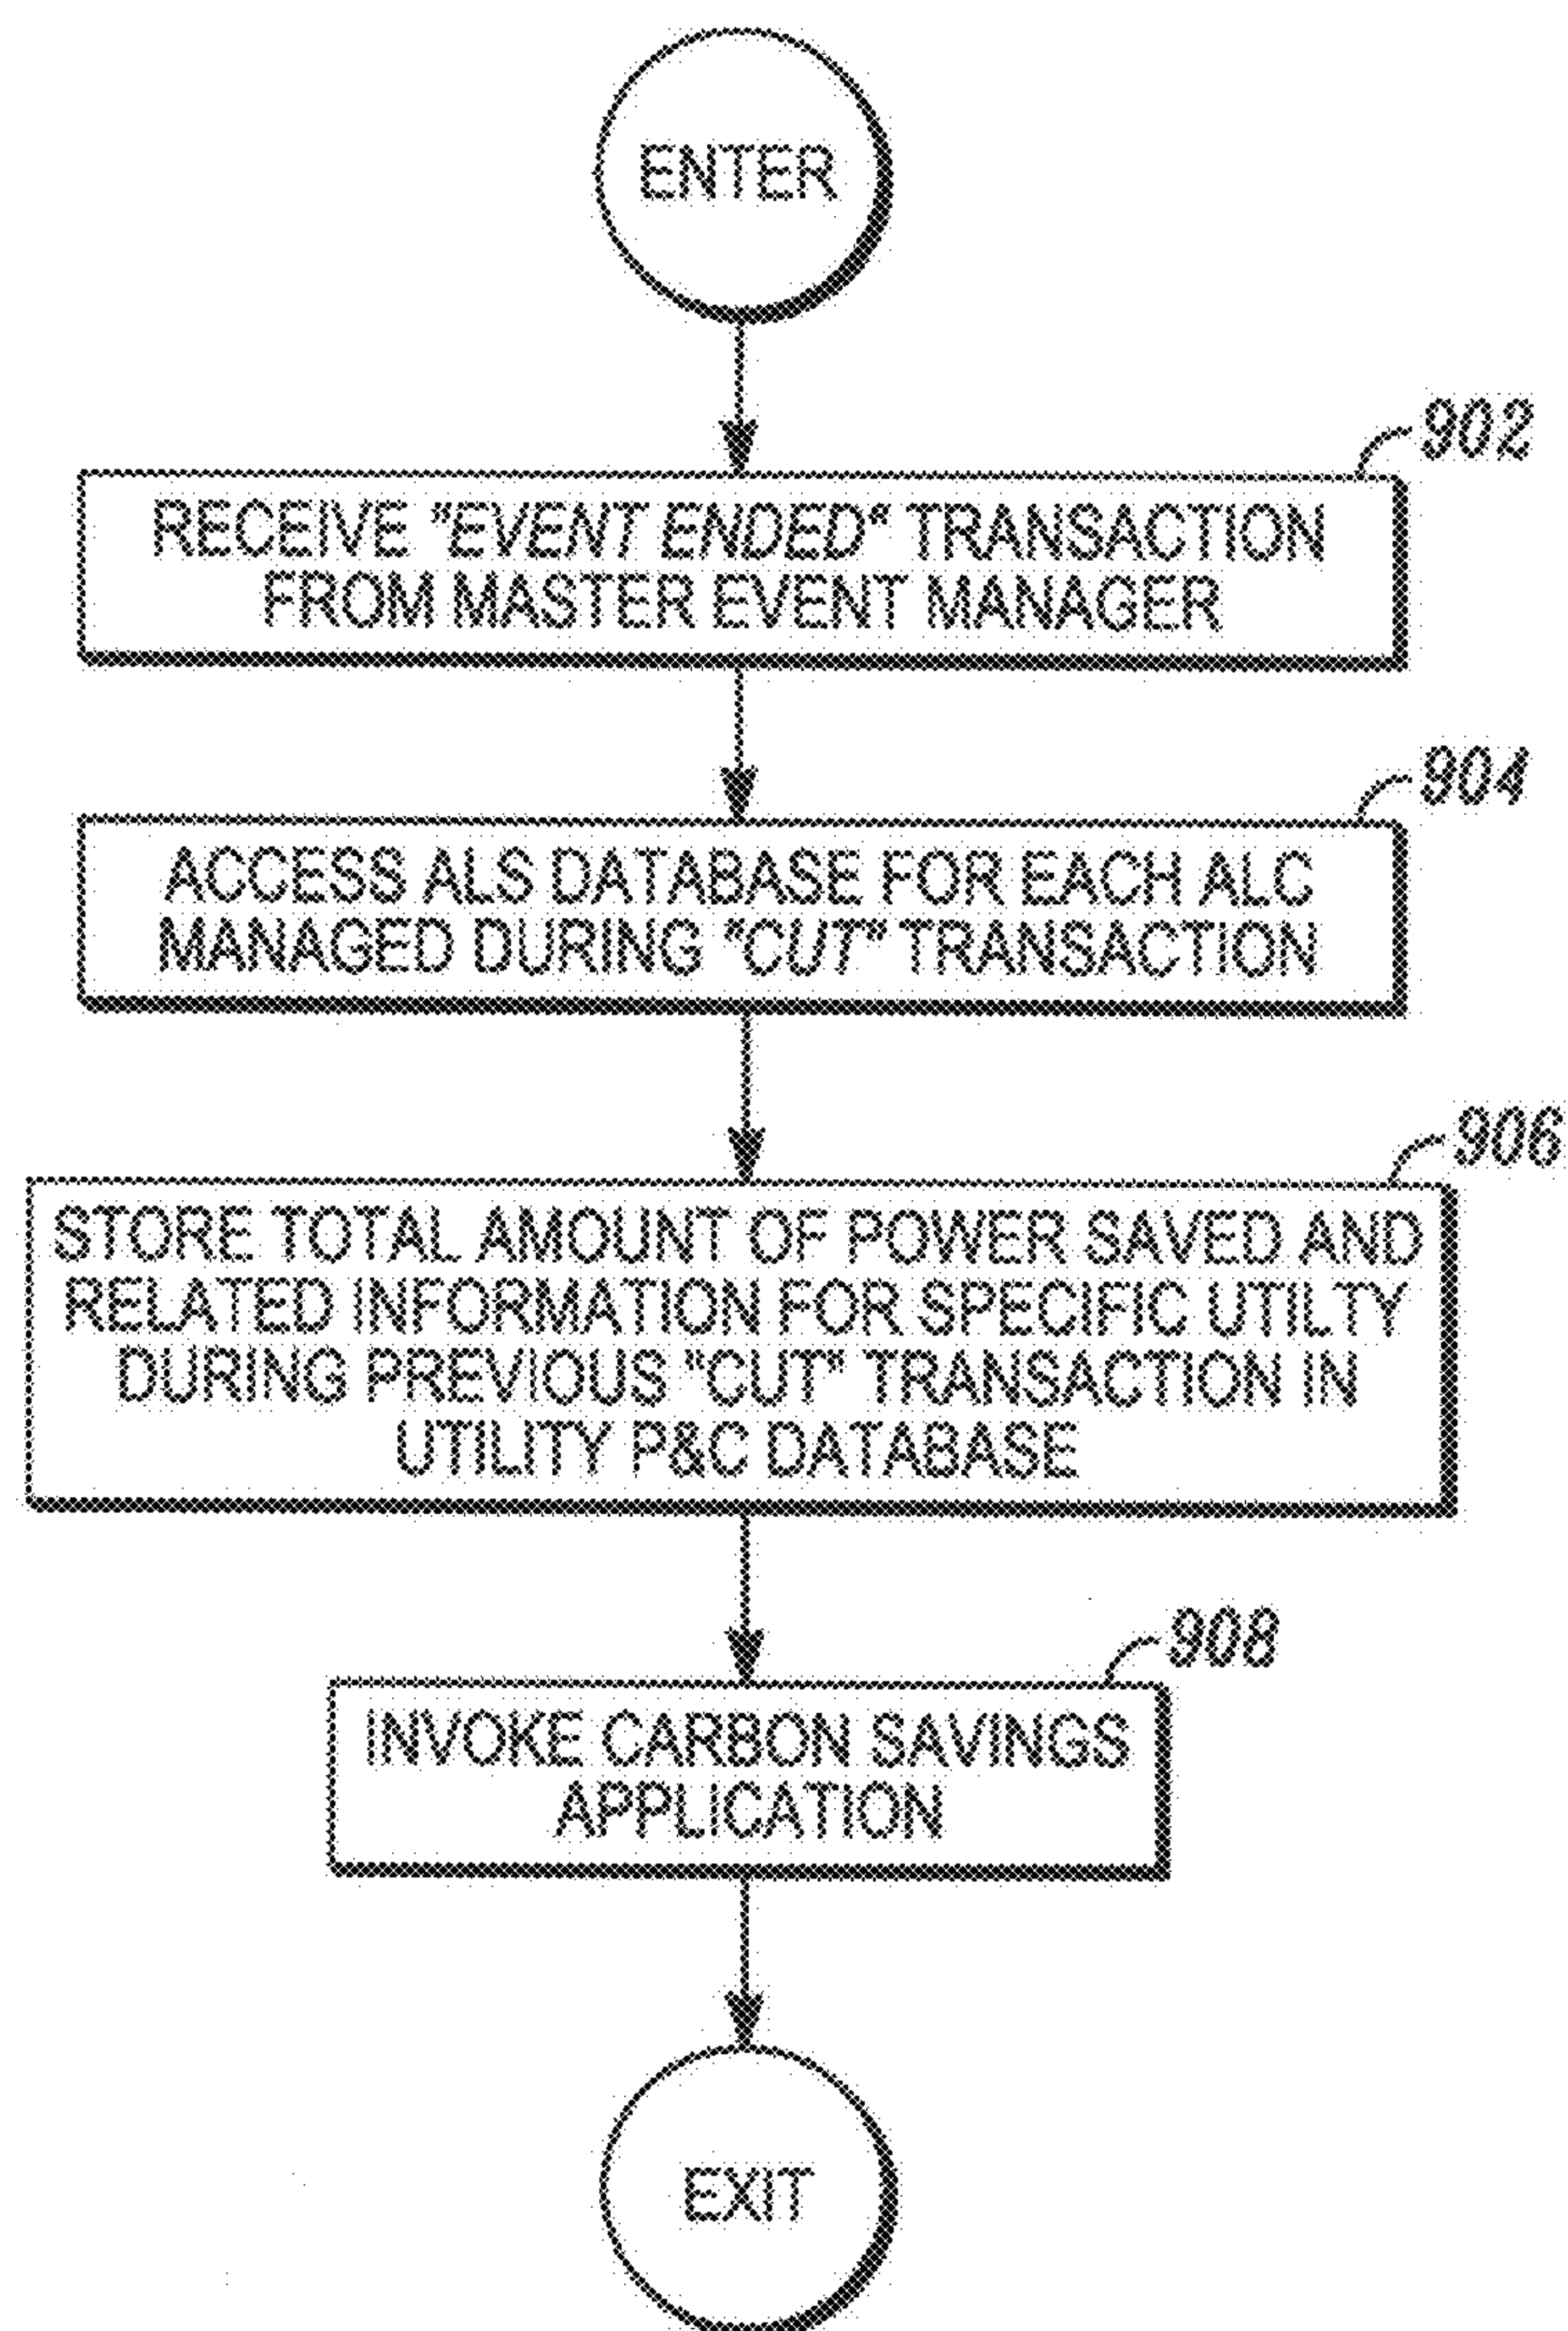 ENTER
902
RECEIVE "EVENT ENDED" TRANSACTION
FROM MASTER EVENT MANAGER
904
ACCESS ALS DATABASE FOR EACH ALC
MANAGED DURING "CUT" TRANSACTION
906
STORE TOTAL AMOUNT OF POWER SAVED AND
RELATED INFORMATION FOR SPECIFIC UTILTY
DURING PREVIOUS "CUT" TRANSACTION IN
UTILITY P&C DATABASE
908
INVOKE CARBON SAVINGS
APPLICATION
EXIT